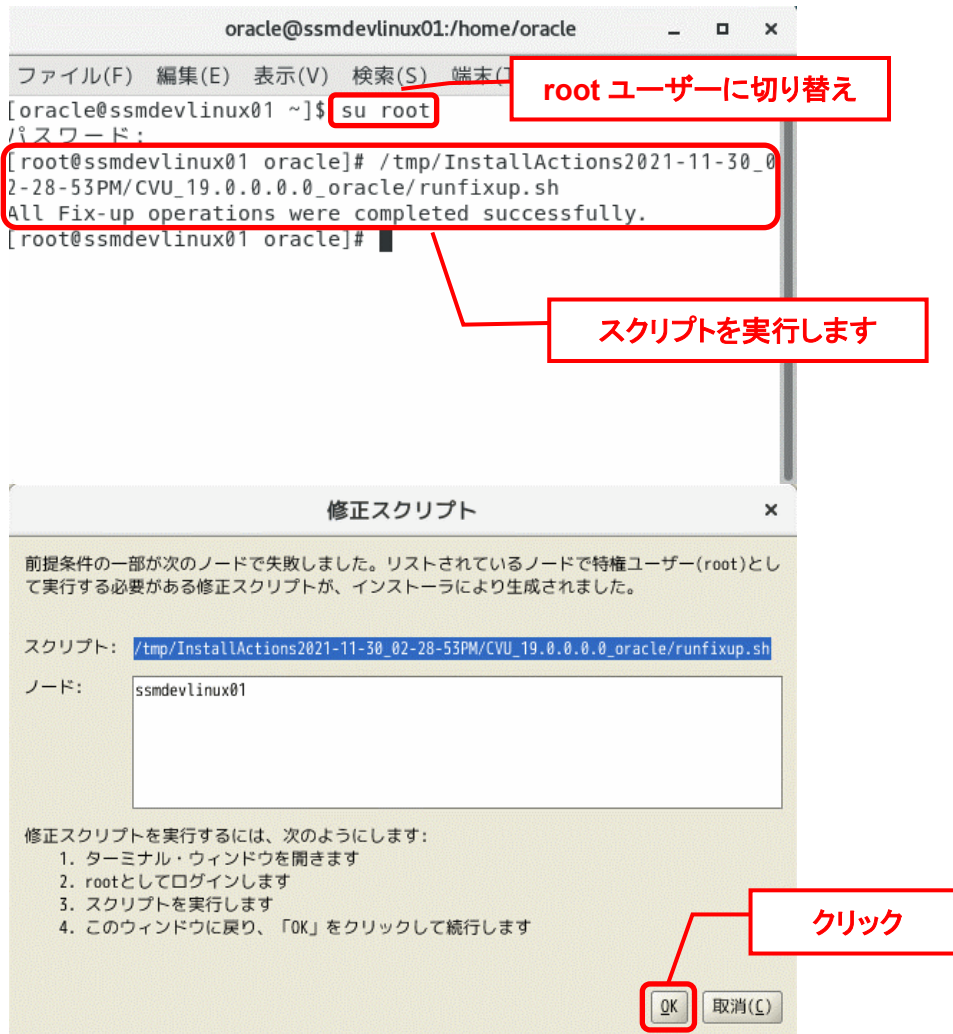 oracle@ssmdevlinux01:/home/oracle
ファイル(F) 編集(E) 表示(V) 検索(S) 端末(T
root ユーザーに切り替え
[oracle@ssmdevlinux01 ~]$ su root
パスワード:
[root@ssmdevlinux01 oracle]# /tmp/InstallActions2021-11-30_0
2-28-53PM/CVU_19.0.0.0.0_oracle/runfixup.sh
All Fix-up operations were completed successfully.
[root@ssmdevlinux01 oracle]#
スクリプトを実行します
修正スクリプト
前提条件の一部が次のノードで失敗しました。リストされているノードで特権ユーザー(root)とし
て実行する必要がある修正スクリプトが、インストーラにより生成されました。
スクリプト: /tmp/InstallActions2021-11-30_02-28-53PM/CVU_19.0.0.0.0_oracle/runfixup.sh
ノード: ssmdevlinux01
修正スクリプトを実行するには、次のようにします:
1. ターミナル・ウィンドウを開きます
2. rootとしてログインします
3. スクリプトを実行します
4. このウィンドウに戻り、「OK」をクリックして続行します
クリック
OK 取消(C)